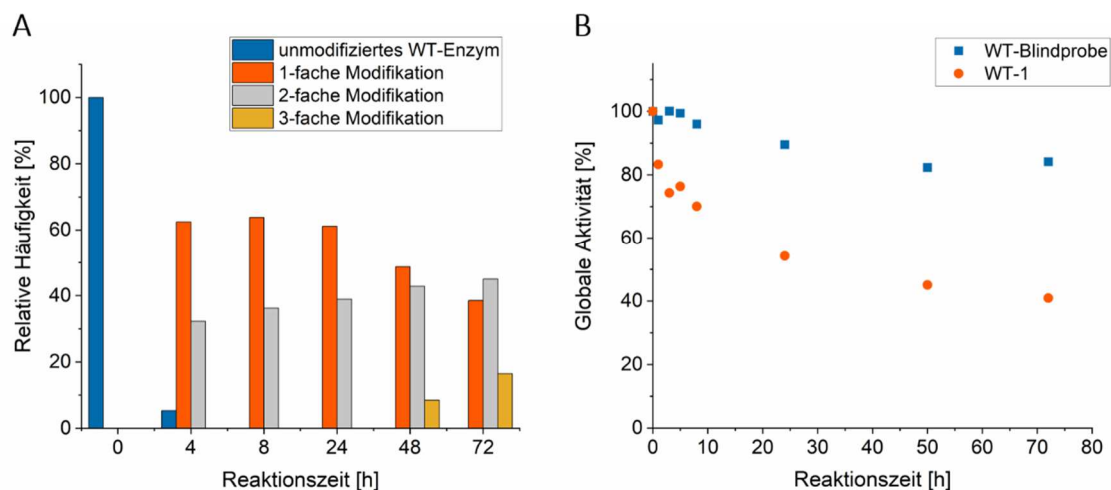 A
unmodifiziertes WT-Enzym
1-fache Modifikation
2-fache Modifikation
3-fache Modifikation
Relative Häufigkeit [%]
100
80
60
40
20
0
0 4 8 24 48 72
Reaktionszeit [h]
B
WT-Blindprobe
WT-1
Globale Aktivität [%]
100
80
60
40
20
0
0 10 20 30 40 50 60 70 80
Reaktionszeit [h]